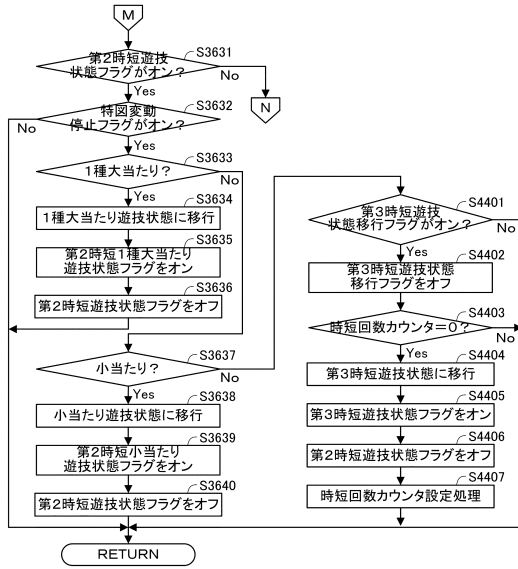 M
第2時短遊技
状態フラグがオン？
S3631
No
Yes
N
特図変動
停止フラグがオン？
S3632
No
Yes
1種大当たり？
S3633
Yes
1種大当たり遊技状態に移行
S3634
第2時短1種大当たり
遊技状態フラグをオン
S3635
第2時短遊技状態フラグをオフ
S3636
小当たり？
S3637
No
Yes
小当たり遊技状態に移行
S3638
第2時短小当たり
遊技状態フラグをオン
S3639
第2時短遊技状態フラグをオフ
S3640
RETURN
第3時短遊技
状態移行フラグがオン？
S4401
No
Yes
第3時短遊技状態
移行フラグをオフ
S4402
時短回数カウンタ=0？
S4403
No
Yes
第3時短遊技状態に移行
S4404
第3時短遊技状態フラグをオン
S4405
第2時短遊技状態フラグをオフ
S4406
時短回数カウンタ設定処理
S4407